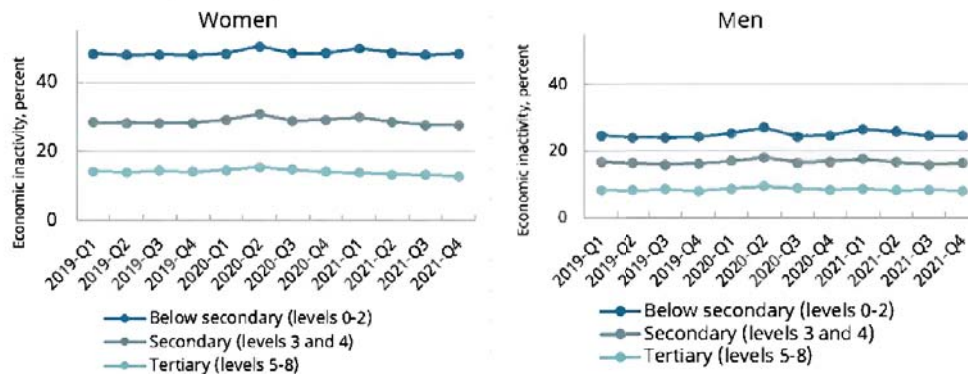 Women
Economic inactivity, percent
40
20
0
2019-Q1
2019-Q2
2019-Q3
2019-Q4
2020-Q1
2020-Q2
2020-Q3
2020-Q4
2021-Q1
2021-Q2
2021-Q3
2021-Q4
Below secondary (levels 0-2)
Secondary (levels 3 and 4)
Tertiary (levels 5-8)
Men
Economic inactivity, percent
40
20
0
2019-Q1
2019-Q2
2019-Q3
2019-Q4
2020-Q1
2020-Q2
2020-Q3
2020-Q4
2021-Q1
2021-Q2
2021-Q3
2021-Q4
Below secondary (levels 0-2)
Secondary (levels 3 and 4)
Tertiary (levels 5-8)